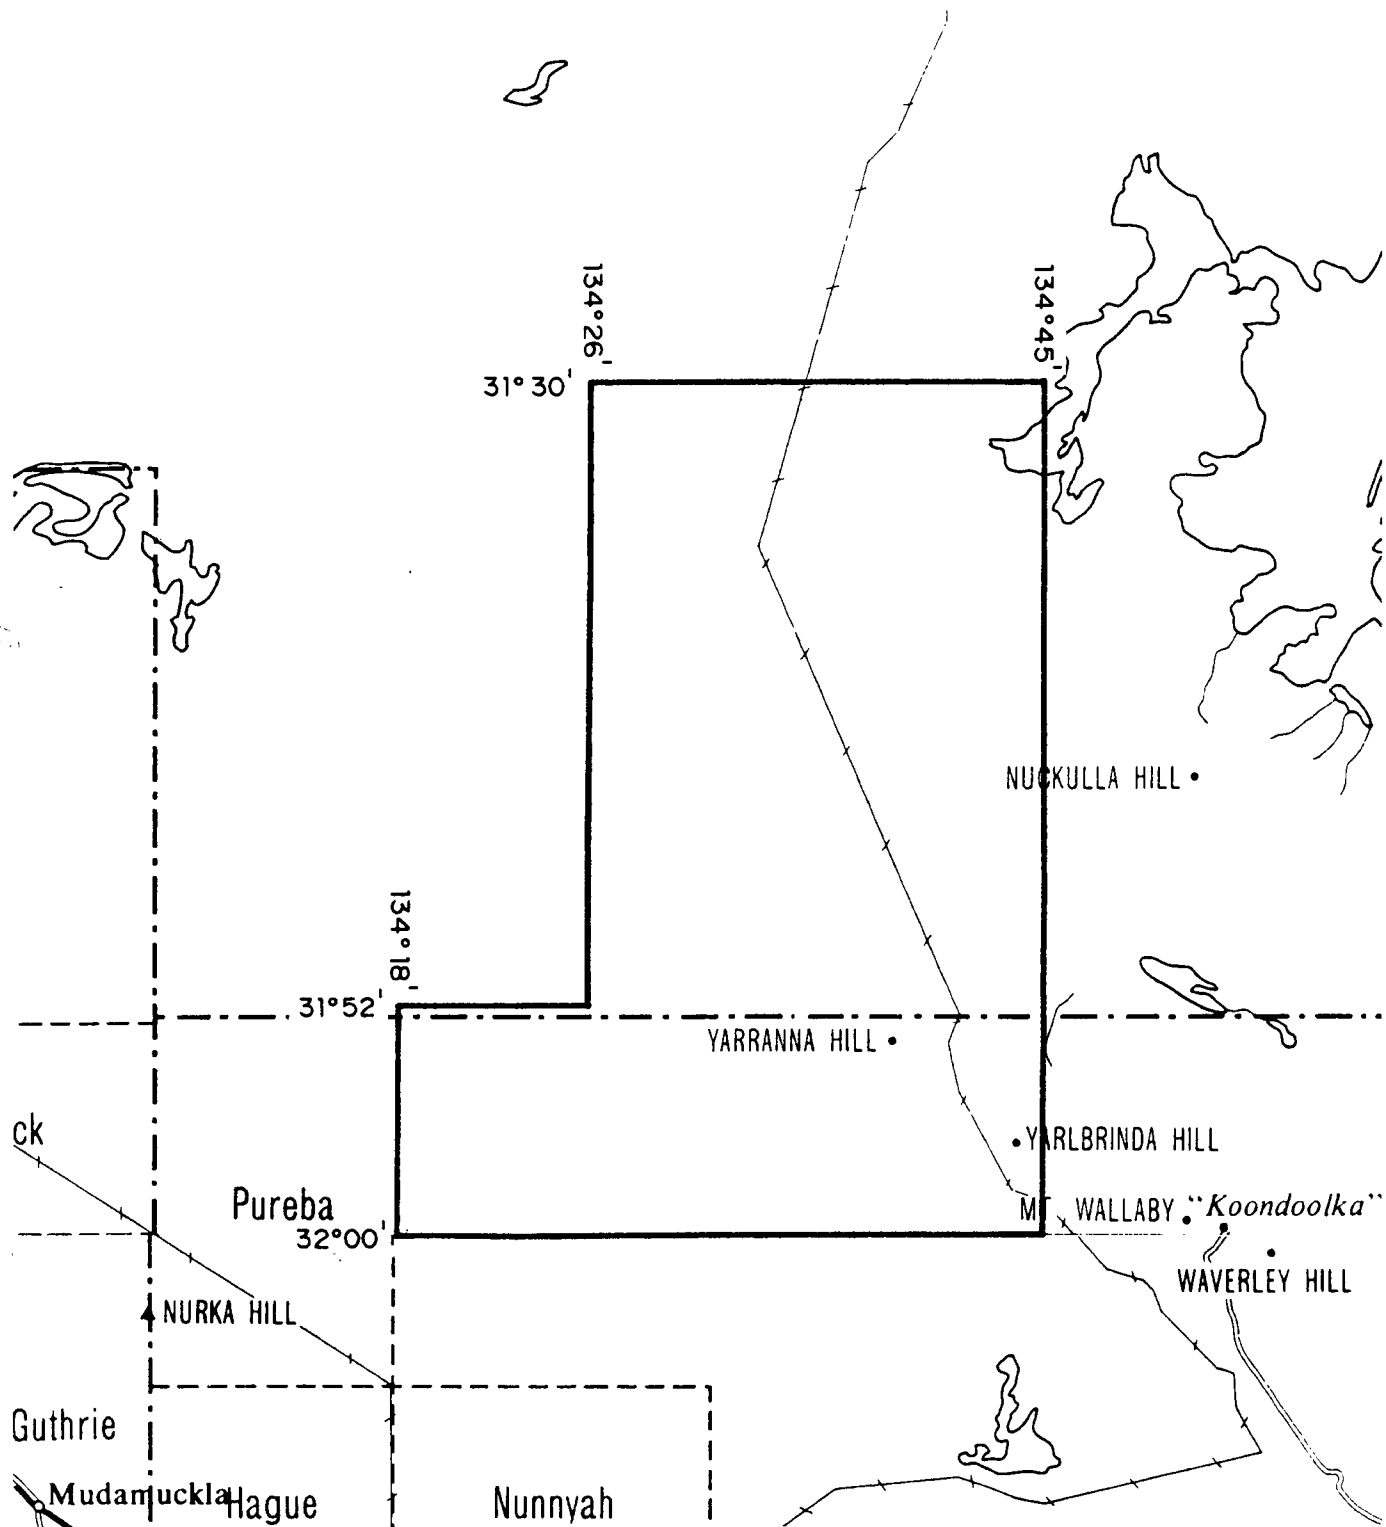 134°26'
134°45'
31°30'
NUCKULLA HILL
134°18'
31°52'
YARRANNA HILL
ck
YARLBRINDA HILL
Pureba
MT WALLABY
"Koondoolka"
32°00'
WAVERLEY HILL
NURKA HILL
Guthrie
Mudamuckla
Hague
Nunnyah